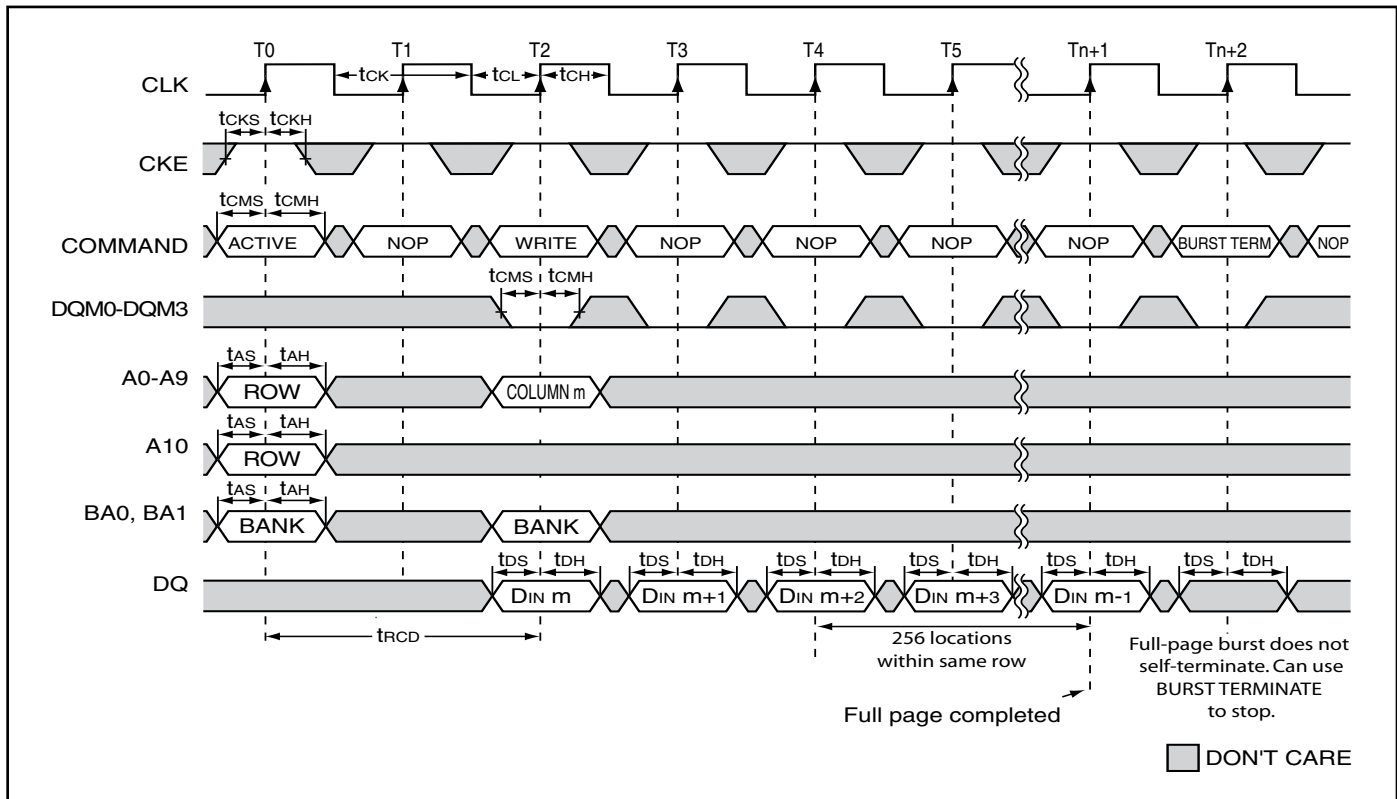 T0 T1 T2 T3 T4 T5 Tn+1 Tn+2
CLK
tCK tCL tCH
tCKS tCKH
CKE
tCMS tCMH
COMMAND ACTIVE NOP WRITE NOP NOP NOP NOP BURST TERM NOP
tCMS tCMH
DQM0-DQM3
tAS tAH
A0-A9 ROW COLUMN m
tAS tAH
A10 ROW
tAS tAH
BA0, BA1 BANK BANK
tDS tDH tDS tDH tDS tDH tDS tDH tDS tDH tDS tDH
DQ DIN m DIN m+1 DIN m+2 DIN m+3 DIN m-1
tRCD
256 locations
within same row
Full page completed
Full-page burst does not
self-terminate. Can use
BURST TERMINATE
to stop.
DON'T CARE